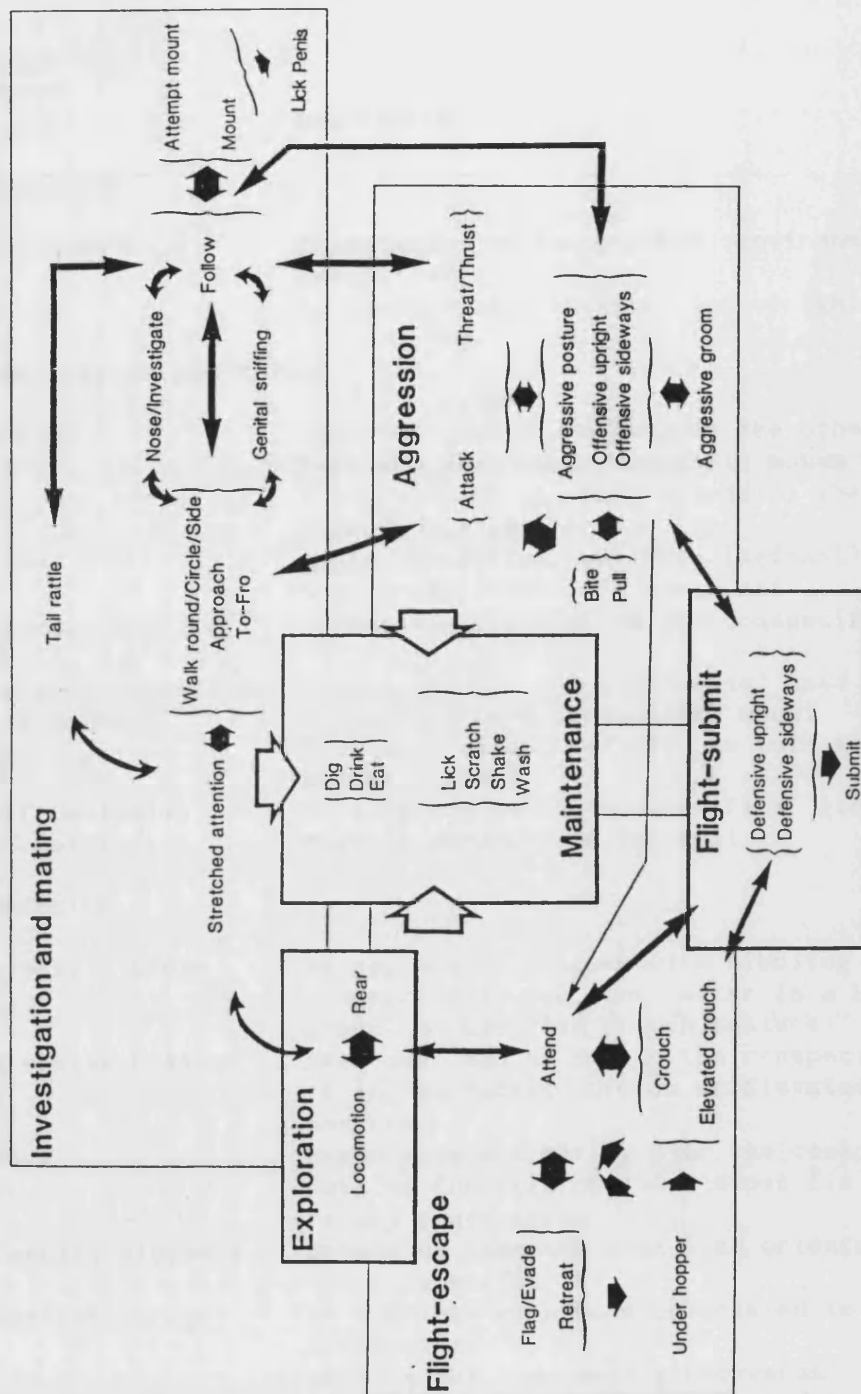 Investigation and mating
Tail rattle
Stretched attention
Walk round/Circle/Side
Approach
To-Fro
Nose/Investigate
Follow
Genital sniffing
Attempt mount
Mount
Lick Penis
Exploration
Locomotion
Rear
Dig
Drink
Eat
Lick
Scratch
Shake
Wash
Maintenance
Aggression
Attack
Threat/Thrust
Bite
Pull
Aggressive posture
Offensive upright
Offensive sideways
Aggressive groom
Flight-escape
Flag/Evade
Retreat
Under hopper
Attend
Crouch
Elevated crouch
Flight-submit
Defensive upright
Defensive sideways
Submit